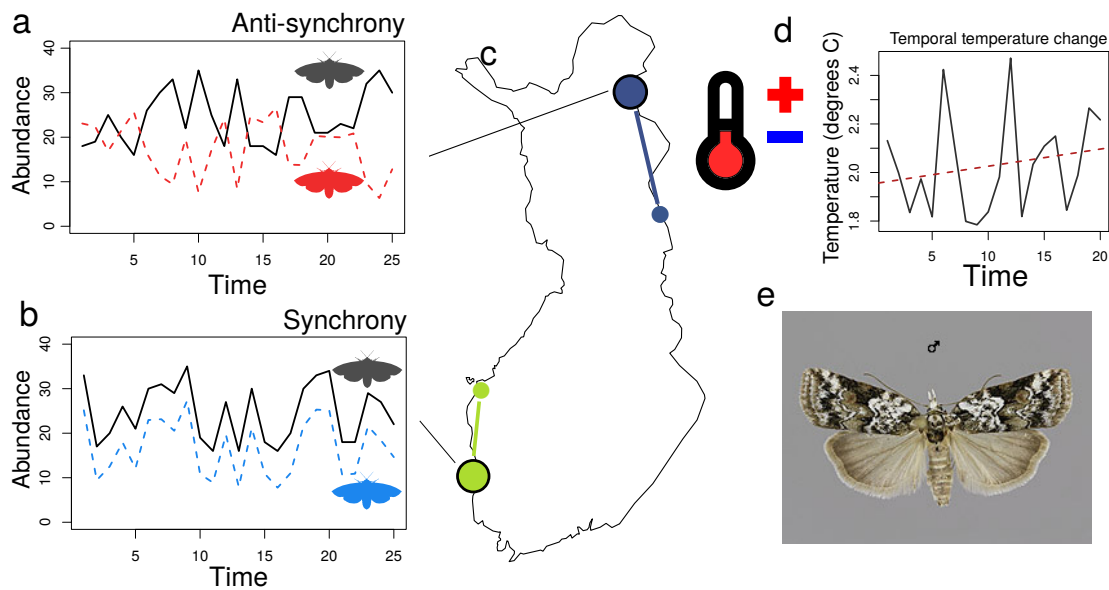 a
Anti-synchrony
Abundance
0 10 20 30 40
5 10 15 20 25
Time
b
Synchrony
Abundance
0 10 20 30 40
5 10 15 20 25
Time
c
d
Temporal temperature change
Temperature (degrees C)
1.8 2.0 2.2 2.4
5 10 15 20
Time
e
♂